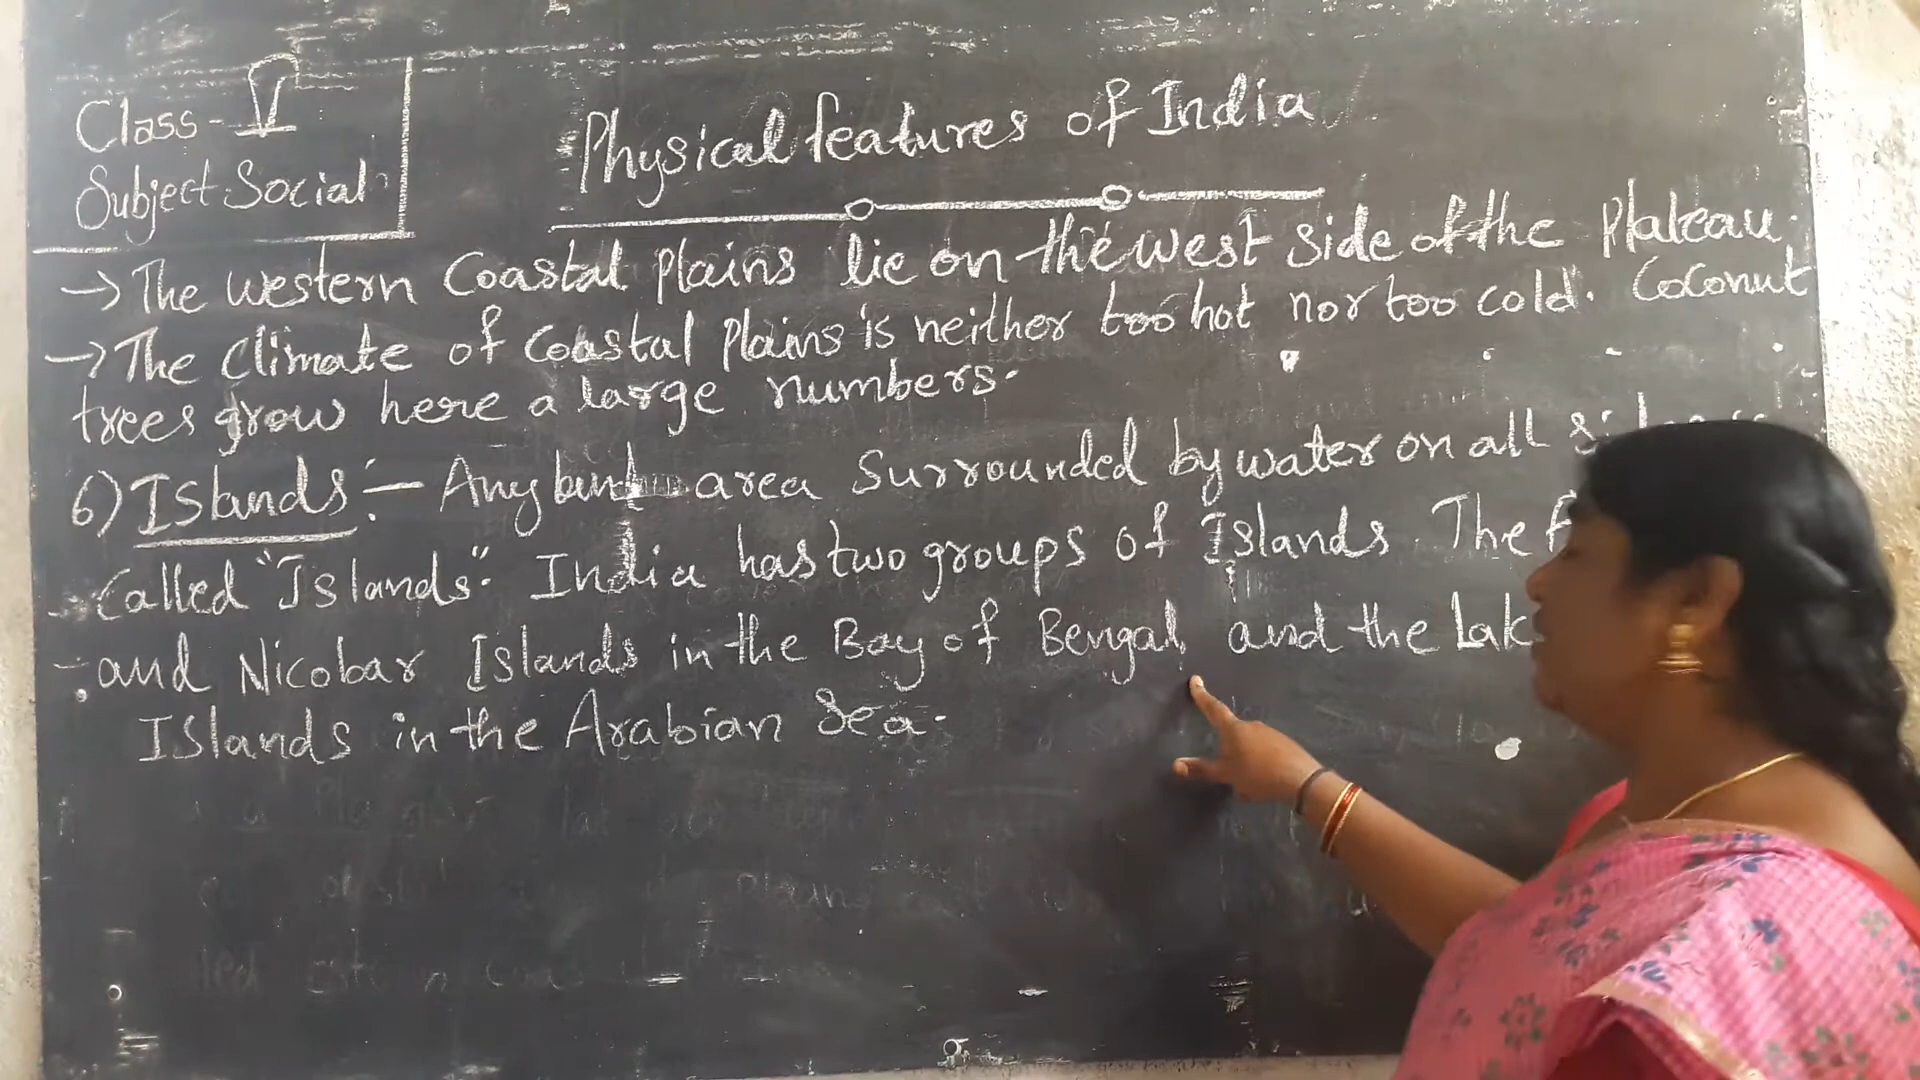 Class - V
Subject Social
Physical features of India
→ The western Coastal plains lie on the west side of the Plateau.
→ The climate of Coastal plains is neither too hot nor too cold. Coconut
trees grow here a large numbers.
6) Islands :- Any area surrounded by water on all
Called "Islands". India has two groups of Islands. The
and Nicobar Islands in the Bay of Bengal, and the Lak
Islands in the Arabian Sea.